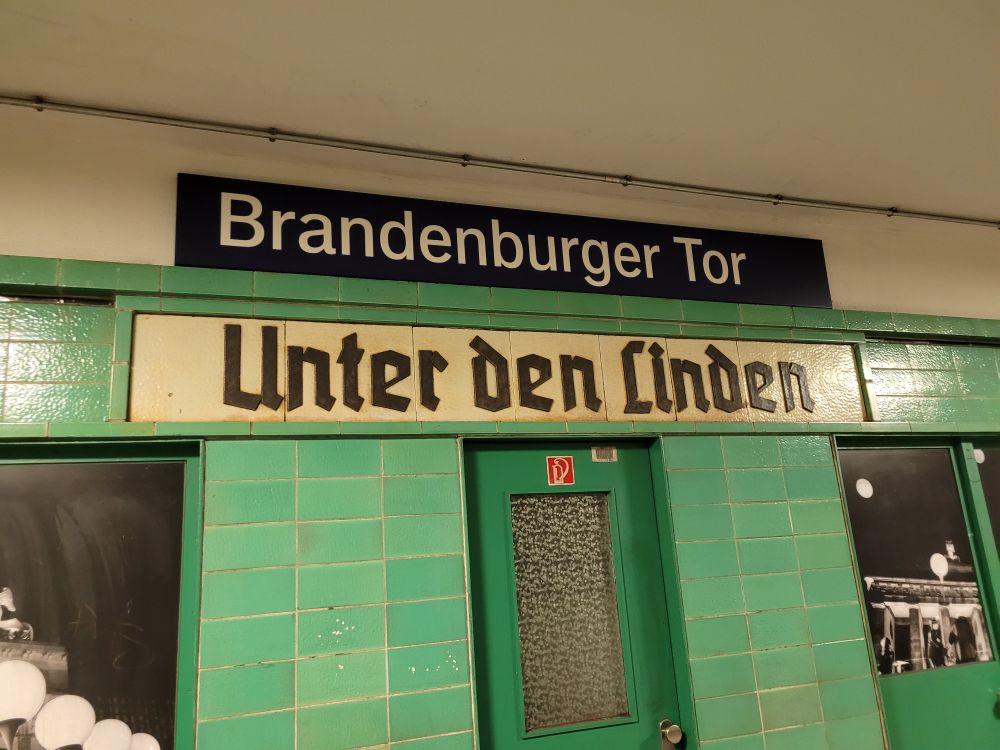 Brandenburger Tor
Unter den Linden